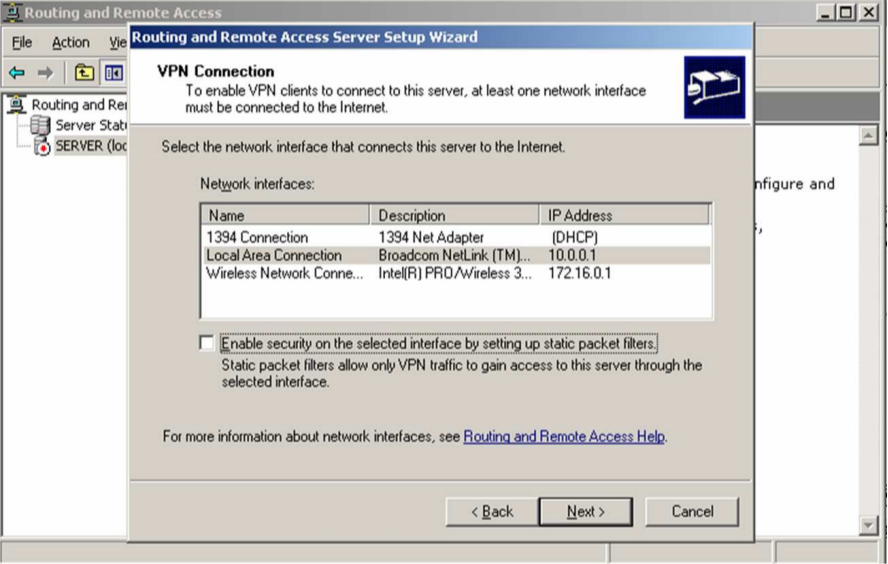 Routing and Remote Access
File Action Vie
Routing and Remote Access Server Setup Wizard
VPN Connection
To enable VPN clients to connect to this server, at least one network interface
must be connected to the Internet.
Routing and Rem
Server Statu
SERVER (loc
Select the network interface that connects this server to the Internet.
Network interfaces:
Name Description IP Address
1394 Connection 1394 Net Adapter (DHCP)
Local Area Connection Broadcom NetLink (TM)... 10.0.0.1
Wireless Network Conne... Intel(R) PRO/Wireless 3... 172.16.0.1
nfigure and
Enable security on the selected interface by setting up static packet filters.
Static packet filters allow only VPN traffic to gain access to this server through the
selected interface.
For more information about network interfaces, see Routing and Remote Access Help.
< Back Next > Cancel